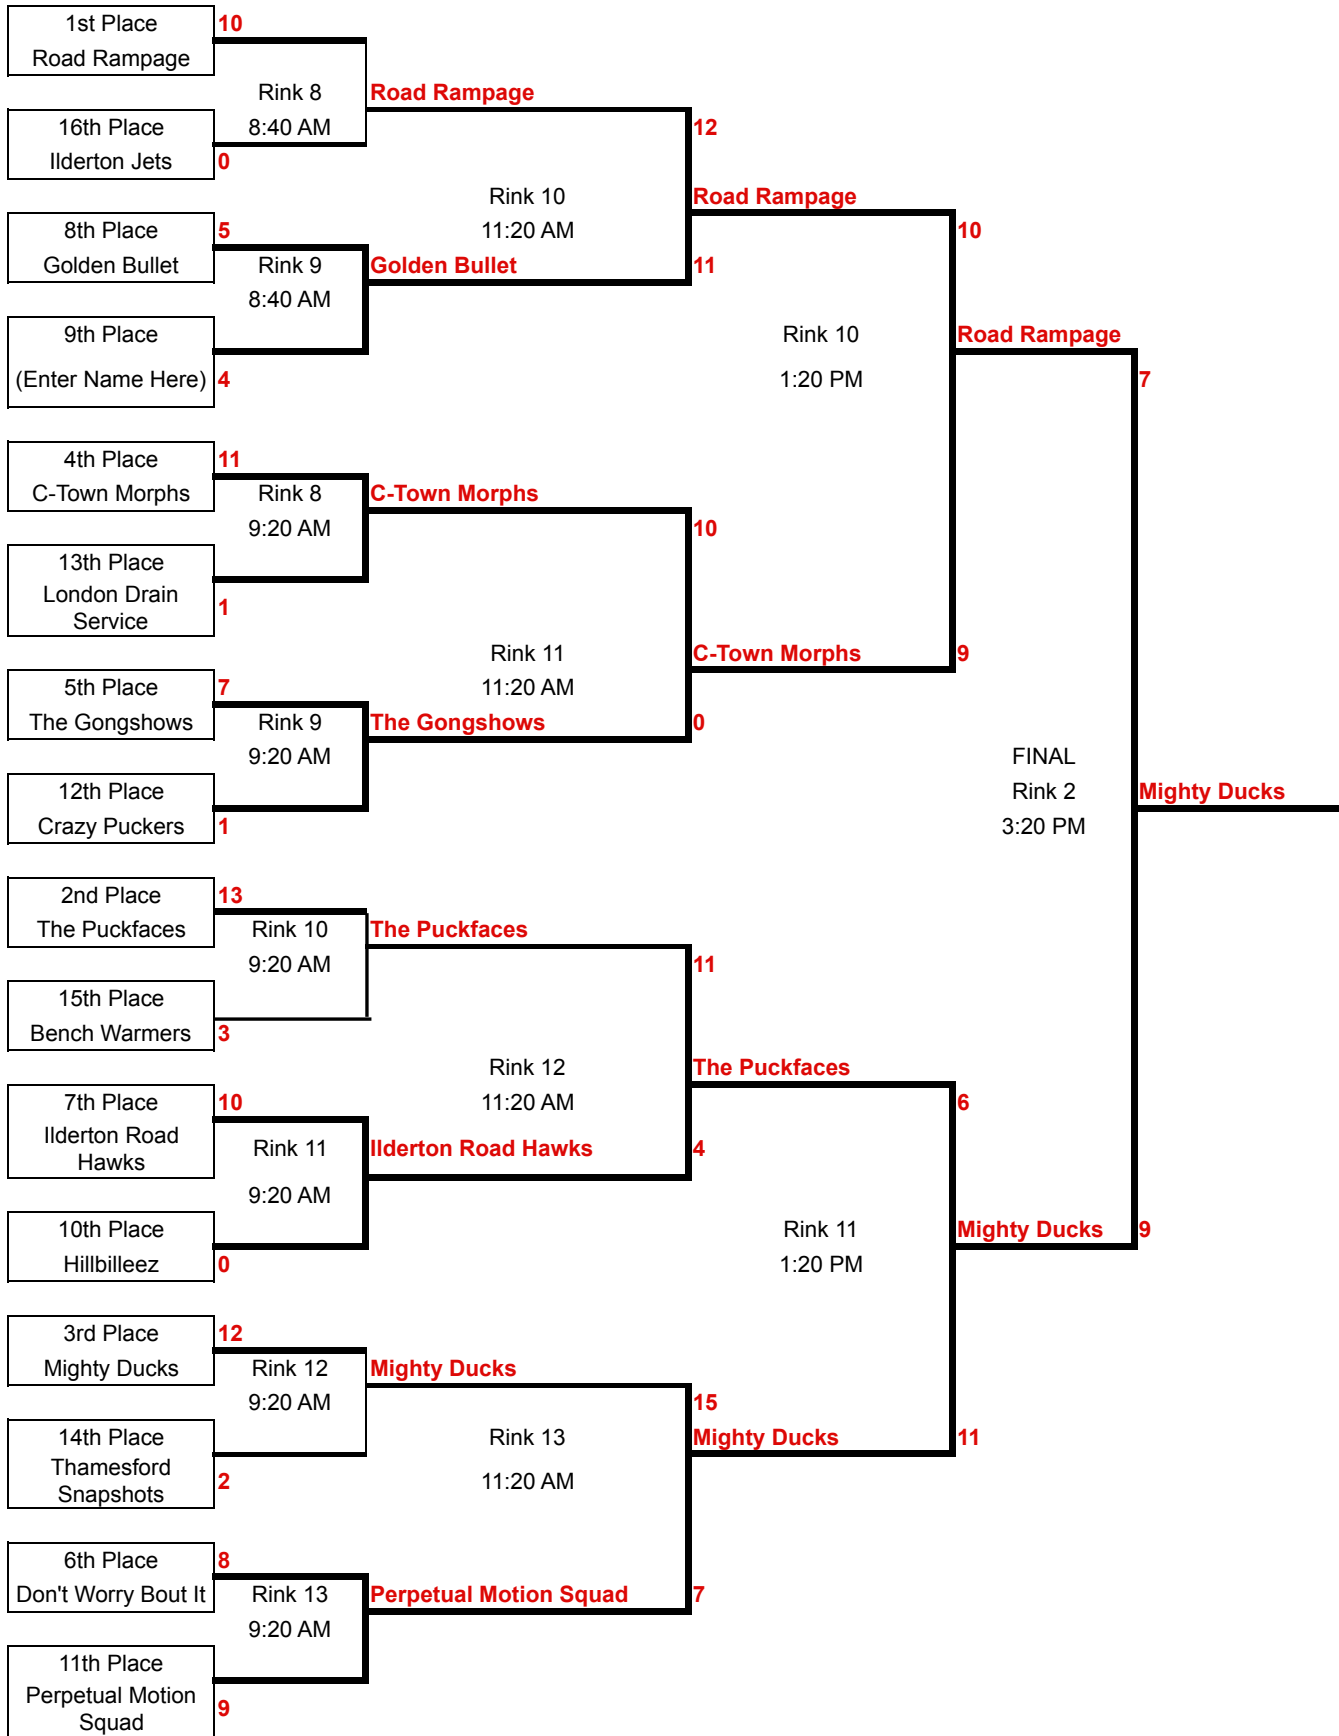 1st Place
Road Rampage
10
Rink 8
8:40 AM
Road Rampage
16th Place
Ilderton Jets
0
12
Rink 10
11:20 AM
Road Rampage
10
8th Place
Golden Bullet
5
Rink 9
8:40 AM
Golden Bullet
11
9th Place
(Enter Name Here)
4
Rink 10
1:20 PM
Road Rampage
7
4th Place
C-Town Morphs
11
Rink 8
9:20 AM
C-Town Morphs
10
13th Place
London Drain
Service
1
Rink 11
11:20 AM
C-Town Morphs
9
5th Place
The Gongshows
7
Rink 9
9:20 AM
The Gongshows
0
12th Place
Crazy Puckers
1
FINAL
Rink 2
3:20 PM
Mighty Ducks
2nd Place
The Puckfaces
13
Rink 10
9:20 AM
The Puckfaces
11
15th Place
Bench Warmers
3
Rink 12
11:20 AM
The Puckfaces
6
7th Place
Ilderton Road
Hawks
10
Rink 11
9:20 AM
Ilderton Road Hawks
4
10th Place
Hillbilleez
0
Rink 11
1:20 PM
Mighty Ducks
9
3rd Place
Mighty Ducks
12
Rink 12
9:20 AM
Mighty Ducks
15
14th Place
Thamesford
Snapshots
2
Rink 13
11:20 AM
Mighty Ducks
11
6th Place
Don't Worry Bout It
8
Rink 13
9:20 AM
Perpetual Motion Squad
7
11th Place
Perpetual Motion
Squad
9